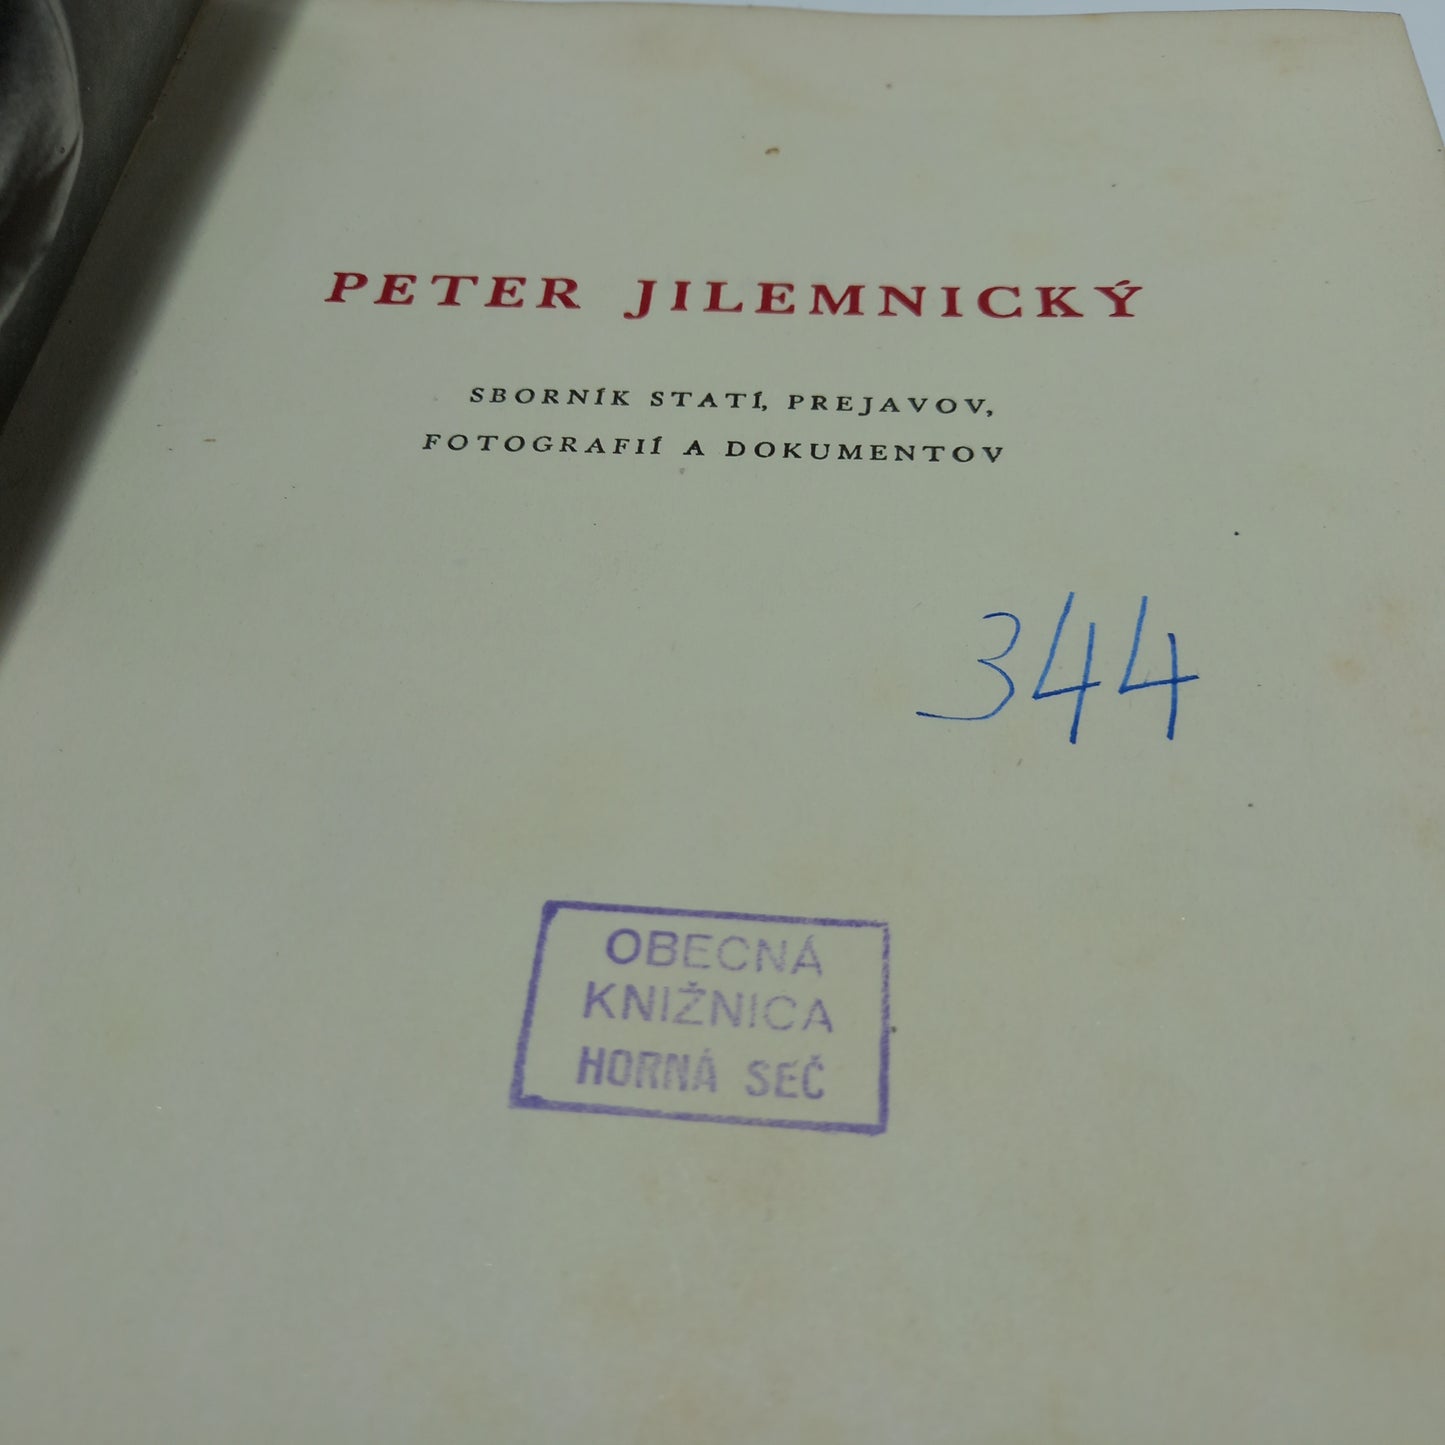 PETER JILEMNICKÝ
SBORNÍK STATÍ, PREJAVOV,
FOTOGRAFIÍ A DOKUMENTOV
344
OBECNÁ
KNIŽNICA
HORNÁ SEČ